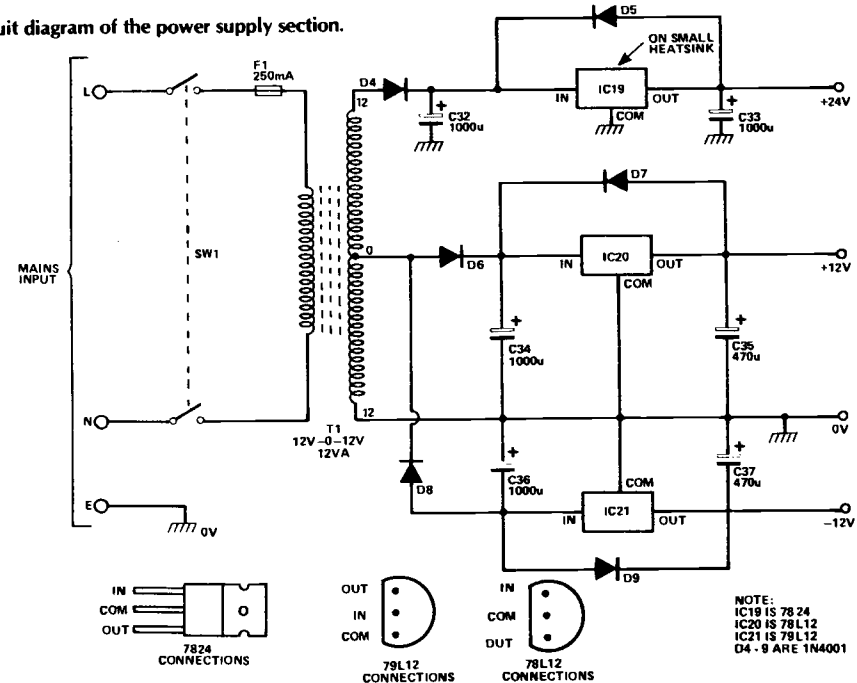 uit diagram of the power supply section.
D5
ON SMALL
HEATSINK
F1
250mA
L
D4
12
IN
IC19
OUT
COM
+24V
+
C32
1000u
+
C33
1000u
D7
MAINS
INPUT
SW1
0
D6
IN
IC20
OUT
COM
+12V
+
C34
1000u
+
C35
470u
N
12
T1
12V-0-12V
12VA
0V
+
C36
1000u
+
C37
470u
D8
COM
IN
IC21
OUT
-12V
E
0V
D9
IN
COM
OUT
O
7824
CONNECTIONS
OUT
IN
COM
79L12
CONNECTIONS
IN
COM
OUT
78L12
CONNECTIONS
NOTE:
IC19 IS 7824
IC20 IS 78L12
IC21 IS 79L12
D4 - 9 ARE 1N4001